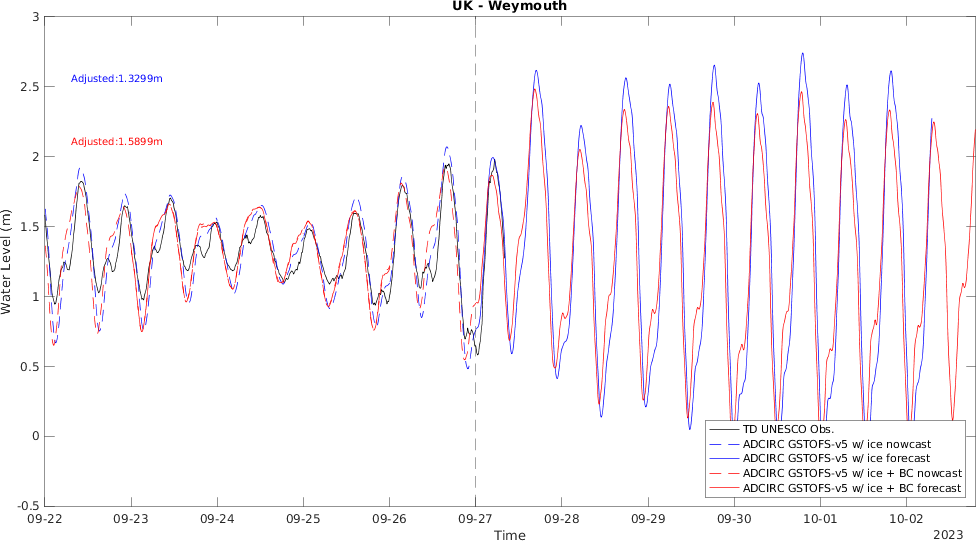 UK - Weymouth
3
2.5
2
1.5
1
0.5
0
-0.5
Water Level (m)
Adjusted:1.3299m
Adjusted:1.5899m
TD UNESCO Obs.
ADCIRC GSTOFS-v5 w/ ice nowcast
ADCIRC GSTOFS-v5 w/ ice forecast
ADCIRC GSTOFS-v5 w/ ice + BC nowcast
ADCIRC GSTOFS-v5 w/ ice + BC forecast
09-22 09-23 09-24 09-25 09-26 09-27 09-28 09-29 09-30 10-01 10-02
Time
2023